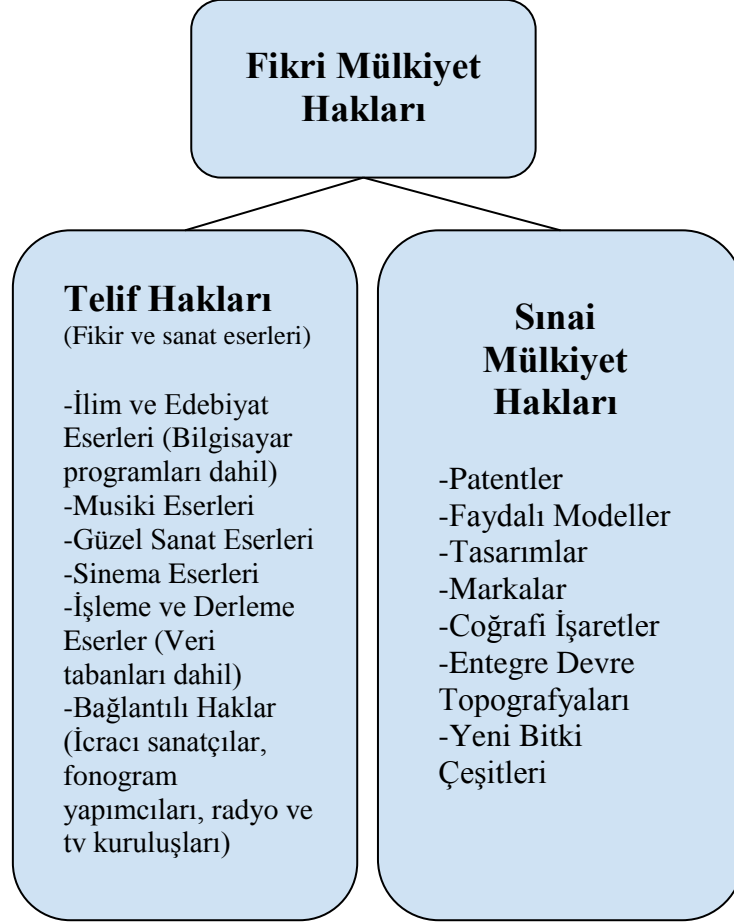 Fikri Mülkiyet
Hakları
Telif Hakları
(Fikir ve sanat eserleri)
-İlim ve Edebiyat
Eserleri (Bilgisayar
programları dahil)
-Musiki Eserleri
-Güzel Sanat Eserleri
-Sinema Eserleri
-İşleme ve Derleme
Eserler (Veri
tabanları dahil)
-Bağlantılı Haklar
(İcracı sanatçılar,
fonogram
yapımcıları, radyo ve
tv kuruluşları)
Sınai
Mülkiyet
Hakları
-Patentler
-Faydalı Modeller
-Tasarımlar
-Markalar
-Coğrafi İşaretler
-Entegre Devre
Topografyaları
-Yeni Bitki
Çeşitleri